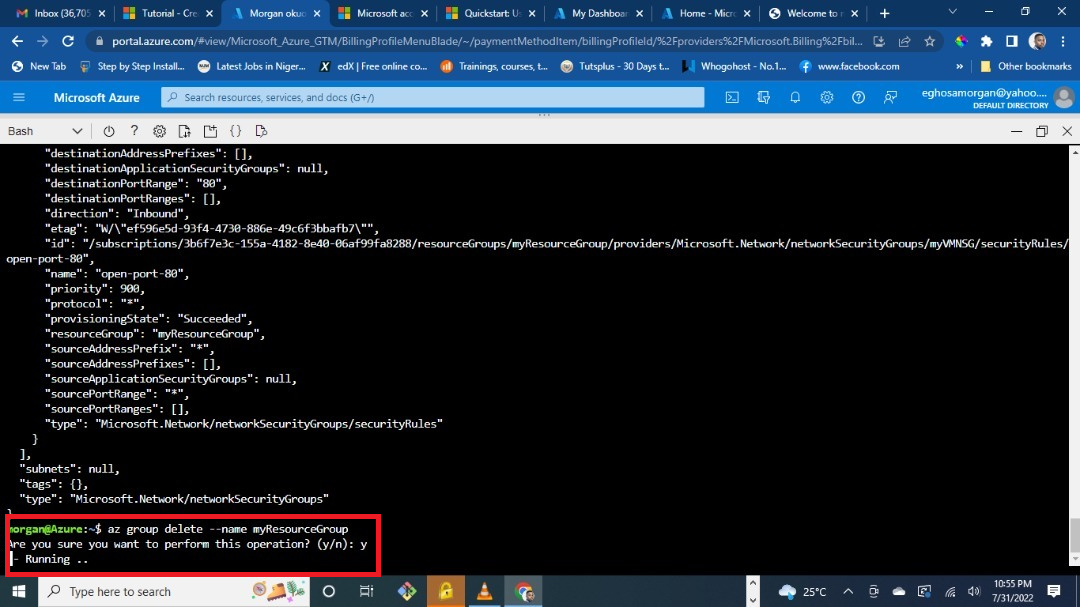 Inbox (36,705
Tutorial - Cre
Morgan okuo
Microsoft acc
Quickstart: Us
My Dashboar
Home - Micr
Welcome to n
portal.azure.com/#view/Microsoft_Azure_GTM/BillingProfileMenuBlade/~/paymentMethodItem/billingProfileId/%2Fproviders%2FMicrosoft.Billing%2Fbil...
New Tab
Step by Step Install...
Latest Jobs in Niger...
edX | Free online co...
Trainings, courses, t...
Tutsplus - 30 Days t...
Whogohost - No.1...
www.facebook.com
»
Other bookmarks
Microsoft Azure
Search resources, services, and docs (G+/)
eghosamorgan@yahoo....
DEFAULT DIRECTORY
Bash
"destinationAddressPrefixes": [],
"destinationApplicationSecurityGroups": null,
"destinationPortRange": "80",
"destinationPortRanges": [],
"direction": "Inbound",
"etag": "W/\"ef596e5d-93f4-4730-886e-49c6f3bbafb7\"",
"id": "/subscriptions/3b6f7e3c-155a-4182-8e40-06af99fa8288/resourceGroups/myResourceGroup/providers/Microsoft.Network/networkSecurityGroups/myVMNSG/securityRules/
open-port-80",
"name": "open-port-80",
"priority": 900,
"protocol": "*",
"provisioningState": "Succeeded",
"resourceGroup": "myResourceGroup",
"sourceAddressPrefix": "*",
"sourceAddressPrefixes": [],
"sourceApplicationSecurityGroups": null,
"sourcePortRange": "*",
"sourcePortRanges": [],
"type": "Microsoft.Network/networkSecurityGroups/securityRules"
}
],
"subnets": null,
"tags": {},
"type": "Microsoft.Network/networkSecurityGroups"
}
morgan@Azure:~$ az group delete --name myResourceGroup
Are you sure you want to perform this operation? (y/n): y
- Running ..
Type here to search
25°C
10:55 PM
7/31/2022